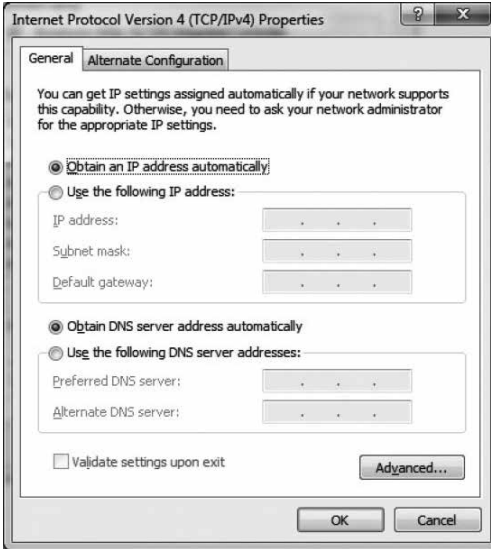 Internet Protocol Version 4 (TCP/IPv4) Properties
? X
General Alternate Configuration
You can get IP settings assigned automatically if your network supports
this capability. Otherwise, you need to ask your network administrator
for the appropriate IP settings.
Obtain an IP address automatically
Use the following IP address:
IP address:
Subnet mask:
Default gateway:
Obtain DNS server address automatically
Use the following DNS server addresses:
Preferred DNS server:
Alternate DNS server:
Validate settings upon exit
Advanced...
OK Cancel